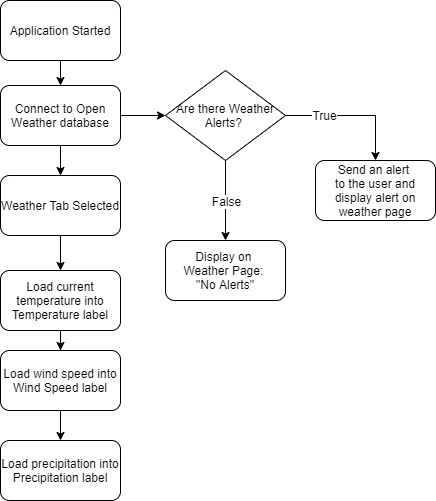 Application Started
Connect to Open
Weather database
Are there Weather
Alerts?
True
Send an alert
to the user and
display alert on
weather page
False
Display on
Weather Page:
"No Alerts"
Weather Tab Selected
Load current
temperature into
Temperature label
Load wind speed into
Wind Speed label
Load precipitation into
Precipitation label